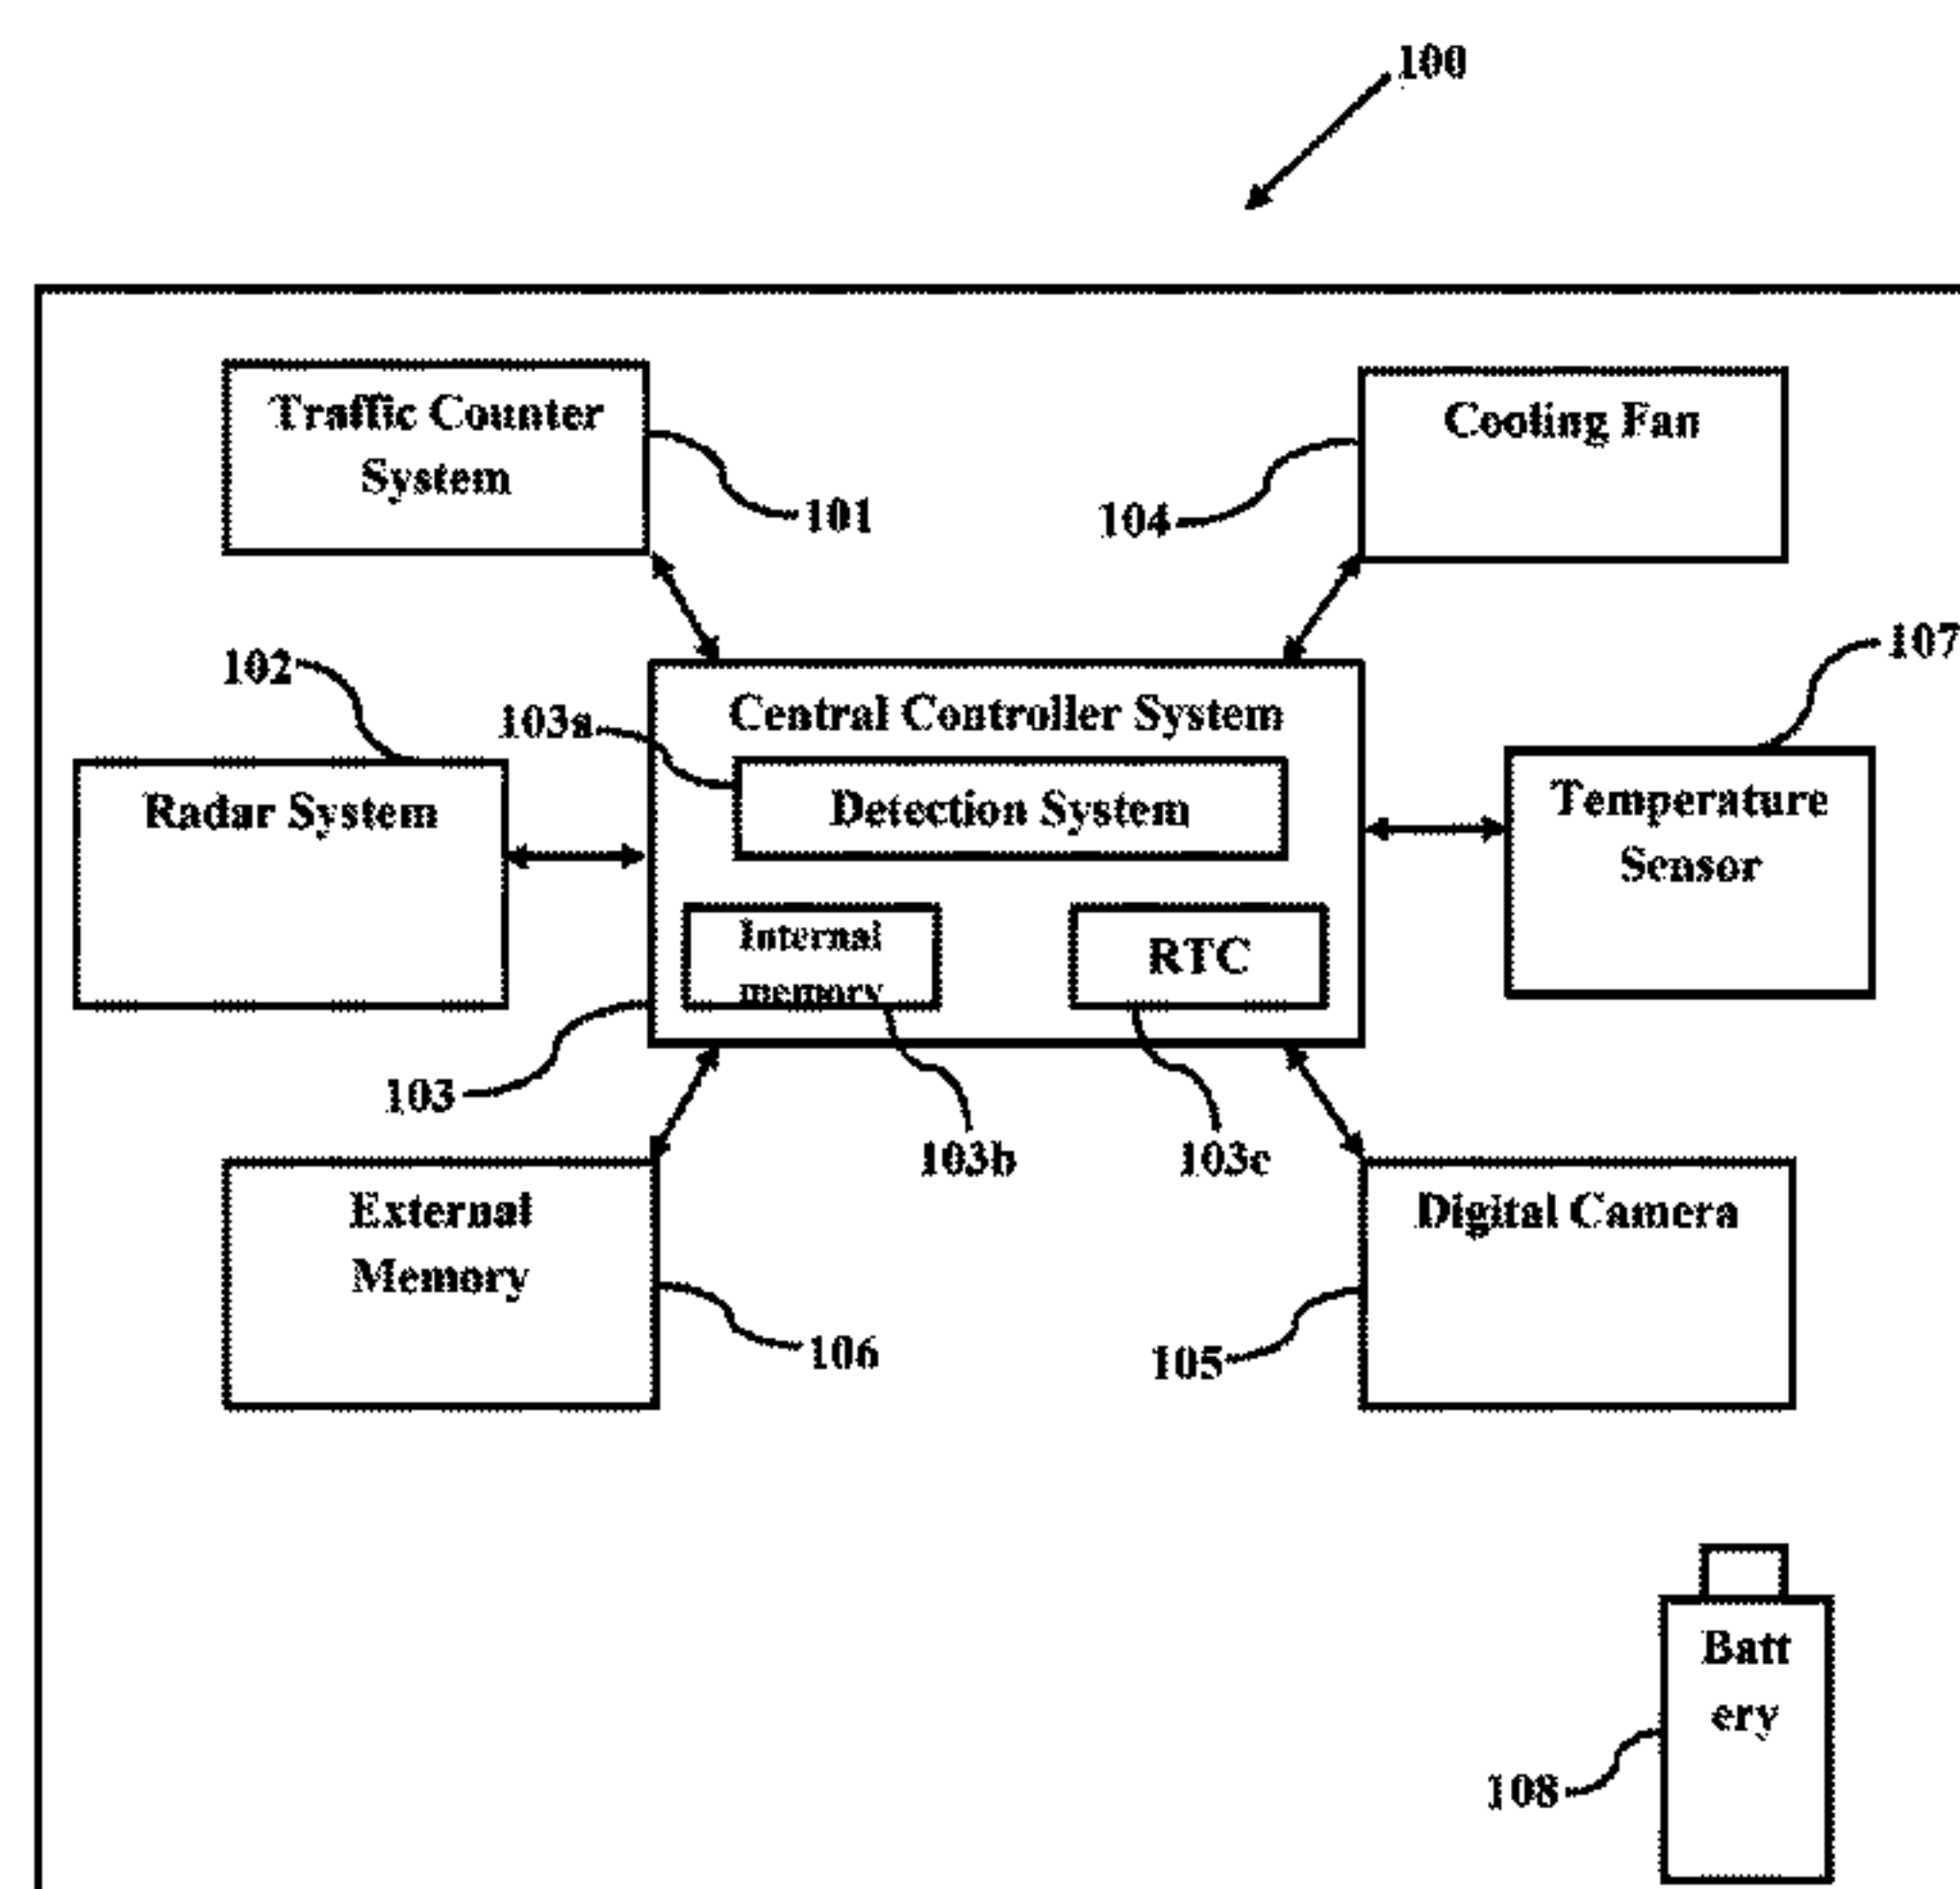 100
Traffic Counter
System
101
Cooling Fan
104
102
107
103a
Central Controller System
Detection System
Radar System
Temperature
Sensor
Internal
memory
RTC
103
103b
103c
External
Memory
106
Digital Camera
105
Batt
ery
108